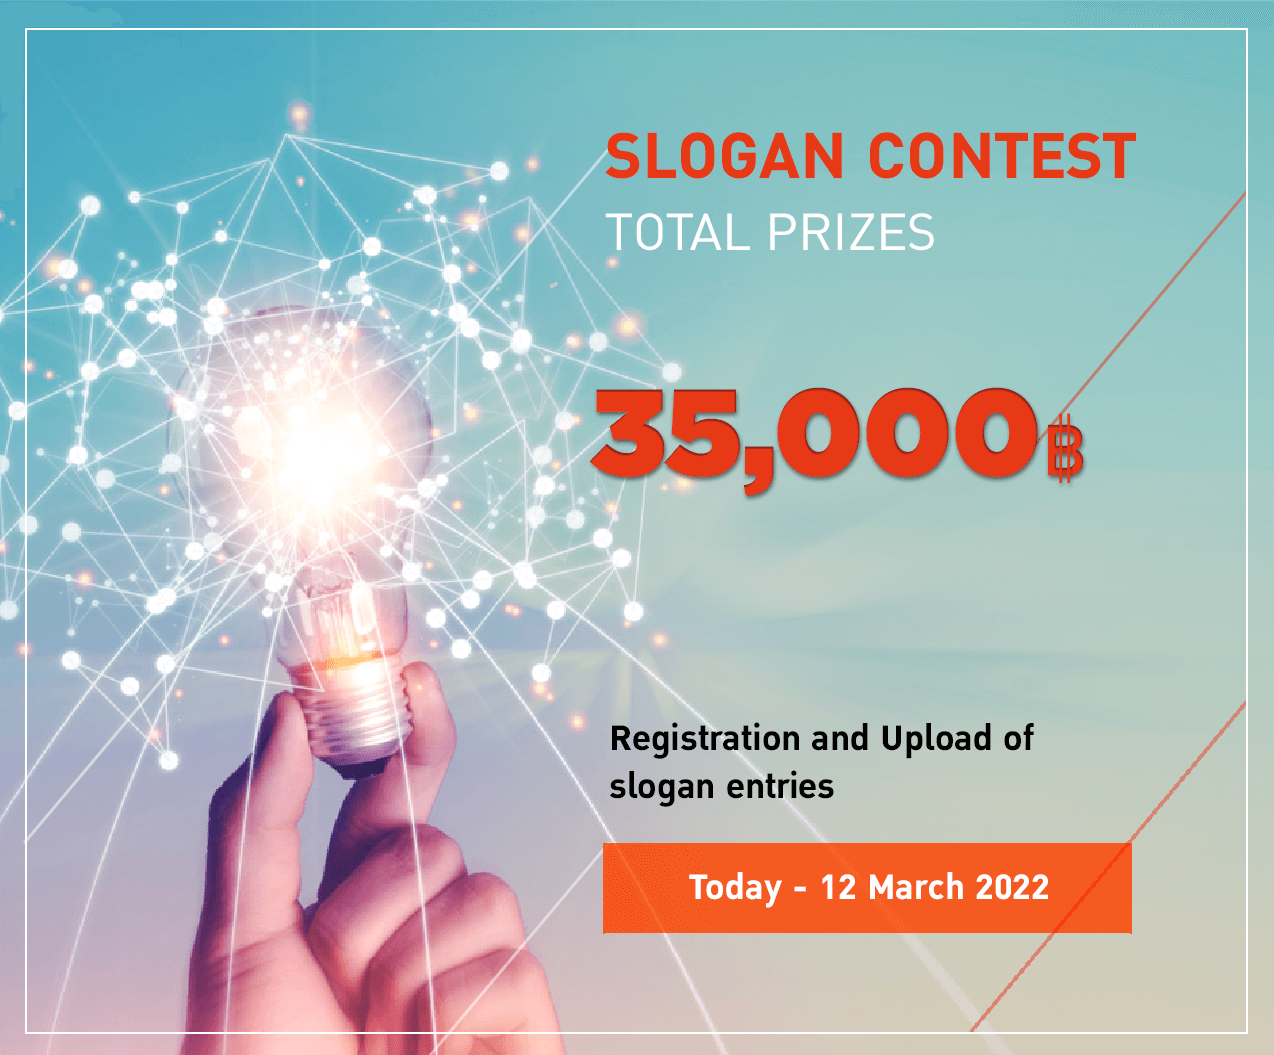 SLOGAN CONTEST
TOTAL PRIZES
35,000฿
Registration and Upload of
slogan entries
Today - 12 March 2022